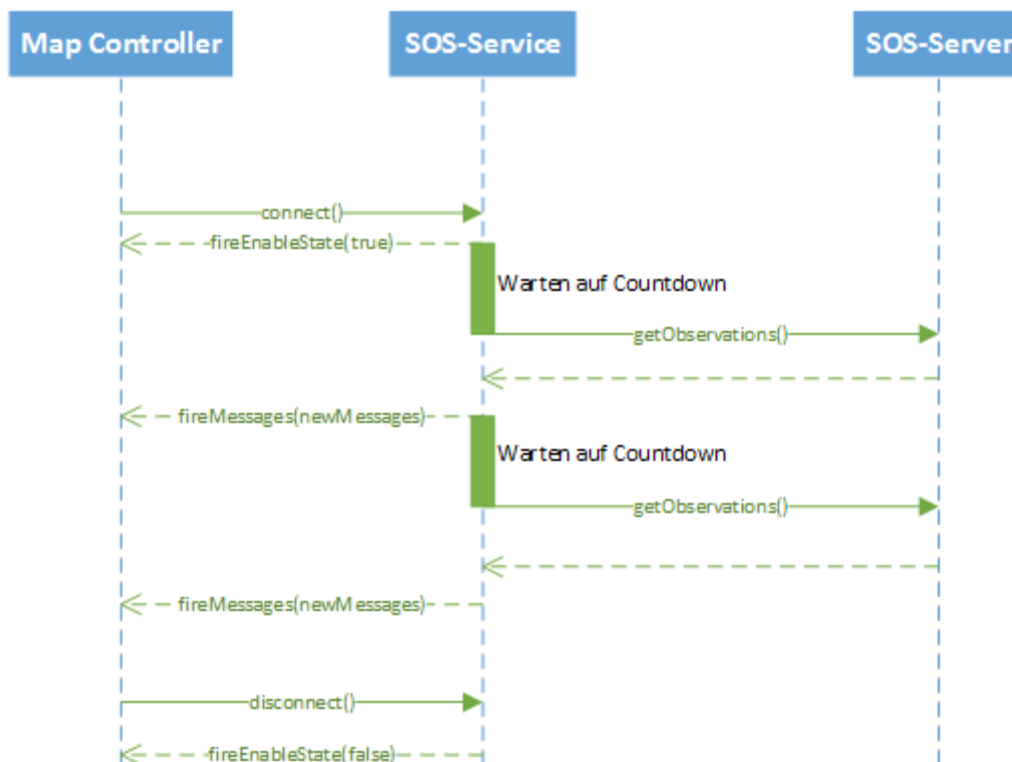 Map Controller
SOS-Service
SOS-Server
connect()
fireEnableState(true)
Warten auf Countdown
getObservations()
fireMessages(newMessages)
Warten auf Countdown
getObservations()
fireMessages(newMessages)
disconnect()
fireEnableState(false)